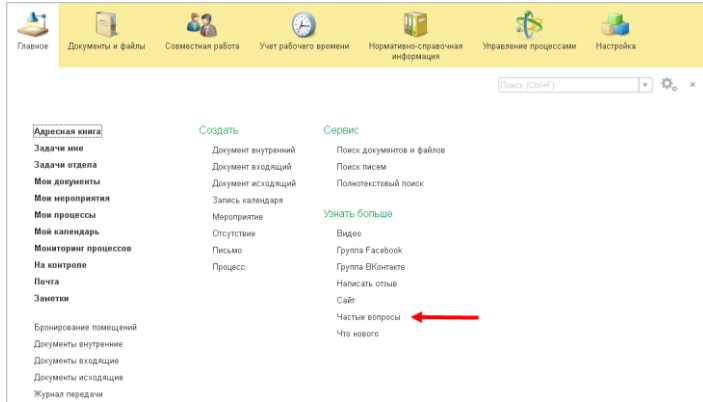 Главное
Документы и файлы
Совместная работа
Учет рабочего времени
Нормативно-справочная
информация
Управление процессами
Настройка
Поиск (Ctrl+F)
Адресная книга
Задачи мне
Задачи отдела
Мои документы
Мои мероприятия
Мои процессы
Мой календарь
Мониторинг процессов
На контроле
Почта
Заметки
Бронирование помещений
Документы внутренние
Документы входящие
Документы исходящие
Журнал передачи
Создать
Документ внутренний
Документ входящий
Документ исходящий
Запись календаря
Мероприятие
Отсутствие
Письмо
Процесс
Сервис
Поиск документов и файлов
Поиск писем
Полнотекстовый поиск
Узнать больше
Видео
Группа Facebook
Группа ВКонтакте
Написать отзыв
Сайт
Частые вопросы
Что нового